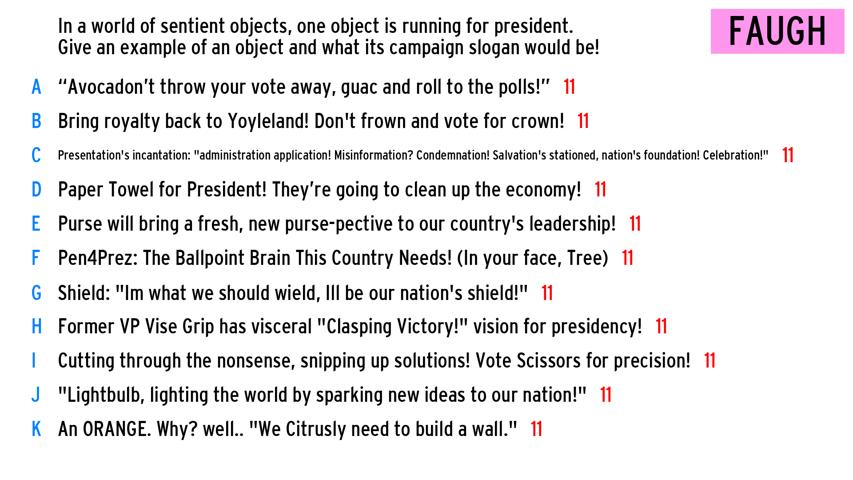 In a world of sentient objects, one object is running for president.
Give an example of an object and what its campaign slogan would be!
FAUGH
A “Avocadon’t throw your vote away, guac and roll to the polls!” 11
B Bring royalty back to Yoyleland! Don't frown and vote for crown! 11
C Presentation's incantation: "administration application! Misinformation? Condemnation! Salvation's stationed, nation's foundation! Celebration!" 11
D Paper Towel for President! They’re going to clean up the economy! 11
E Purse will bring a fresh, new purse-pective to our country's leadership! 11
F Pen4Prez: The Ballpoint Brain This Country Needs! (In your face, Tree) 11
G Shield: "Im what we should wield, Ill be our nation's shield!" 11
H Former VP Vise Grip has visceral "Clasping Victory!" vision for presidency! 11
I Cutting through the nonsense, snipping up solutions! Vote Scissors for precision! 11
J "Lightbulb, lighting the world by sparking new ideas to our nation!" 11
K An ORANGE. Why? well.. "We Citrusly need to build a wall." 11